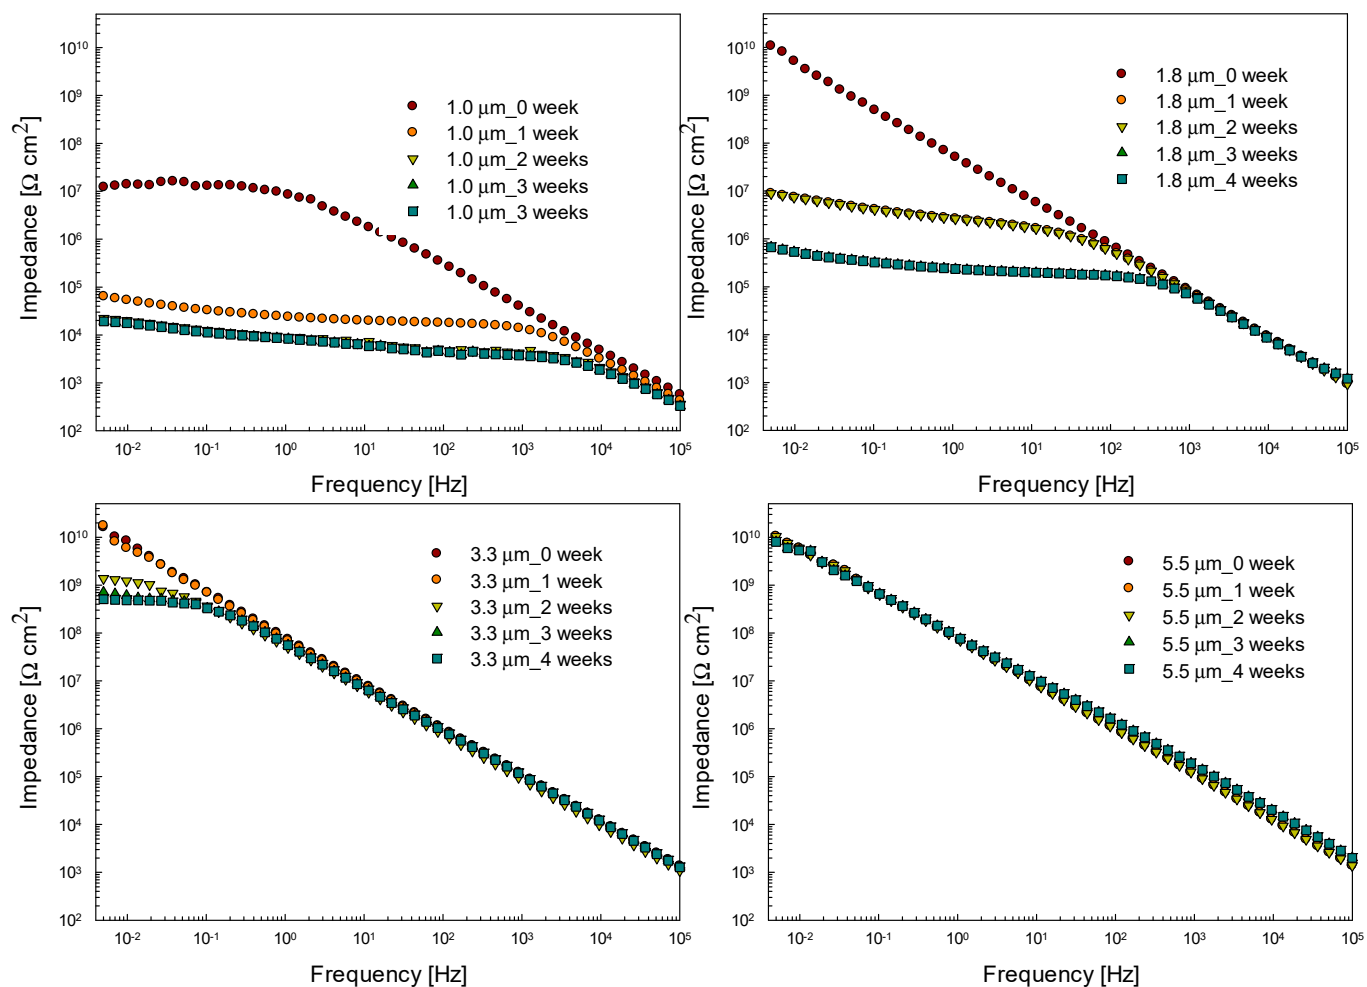 Impedance [Ω cm²]
10¹⁰
10⁹
10⁸
10⁷
10⁶
10⁵
10⁴
10³
10²
1.0 μm_0 week
1.0 μm_1 week
1.0 μm_2 weeks
1.0 μm_3 weeks
1.0 μm_3 weeks
10⁻² 10⁻¹ 10⁰ 10¹ 10² 10³ 10⁴ 10⁵
Frequency [Hz]
Impedance [Ω cm²]
10¹⁰
10⁹
10⁸
10⁷
10⁶
10⁵
10⁴
10³
10²
1.8 μm_0 week
1.8 μm_1 week
1.8 μm_2 weeks
1.8 μm_3 weeks
1.8 μm_4 weeks
10⁻² 10⁻¹ 10⁰ 10¹ 10² 10³ 10⁴ 10⁵
Frequency [Hz]
Impedance [Ω cm²]
10¹⁰
10⁹
10⁸
10⁷
10⁶
10⁵
10⁴
10³
10²
3.3 μm_0 week
3.3 μm_1 week
3.3 μm_2 weeks
3.3 μm_3 weeks
3.3 μm_4 weeks
10⁻² 10⁻¹ 10⁰ 10¹ 10² 10³ 10⁴ 10⁵
Frequency [Hz]
Impedance [Ω cm²]
10¹⁰
10⁹
10⁸
10⁷
10⁶
10⁵
10⁴
10³
10²
5.5 μm_0 week
5.5 μm_1 week
5.5 μm_2 weeks
5.5 μm_3 weeks
5.5 μm_4 weeks
10⁻² 10⁻¹ 10⁰ 10¹ 10² 10³ 10⁴ 10⁵
Frequency [Hz]